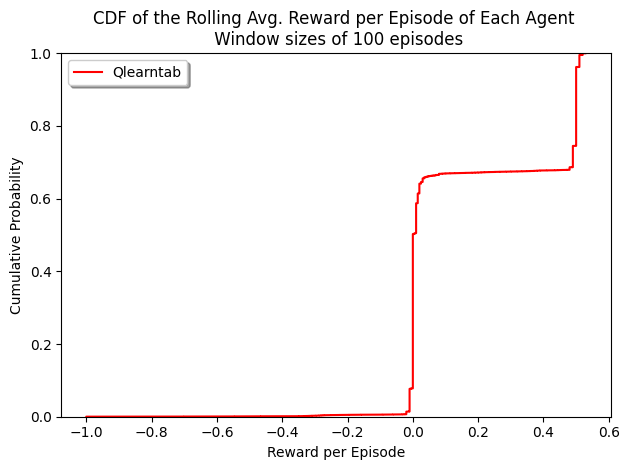 CDF of the Rolling Avg. Reward per Episode of Each Agent
Window sizes of 100 episodes
Qlearntab
Cumulative Probability
1.0
0.8
0.6
0.4
0.2
0.0
−1.0 −0.8 −0.6 −0.4 −0.2 0.0 0.2 0.4 0.6
Reward per Episode